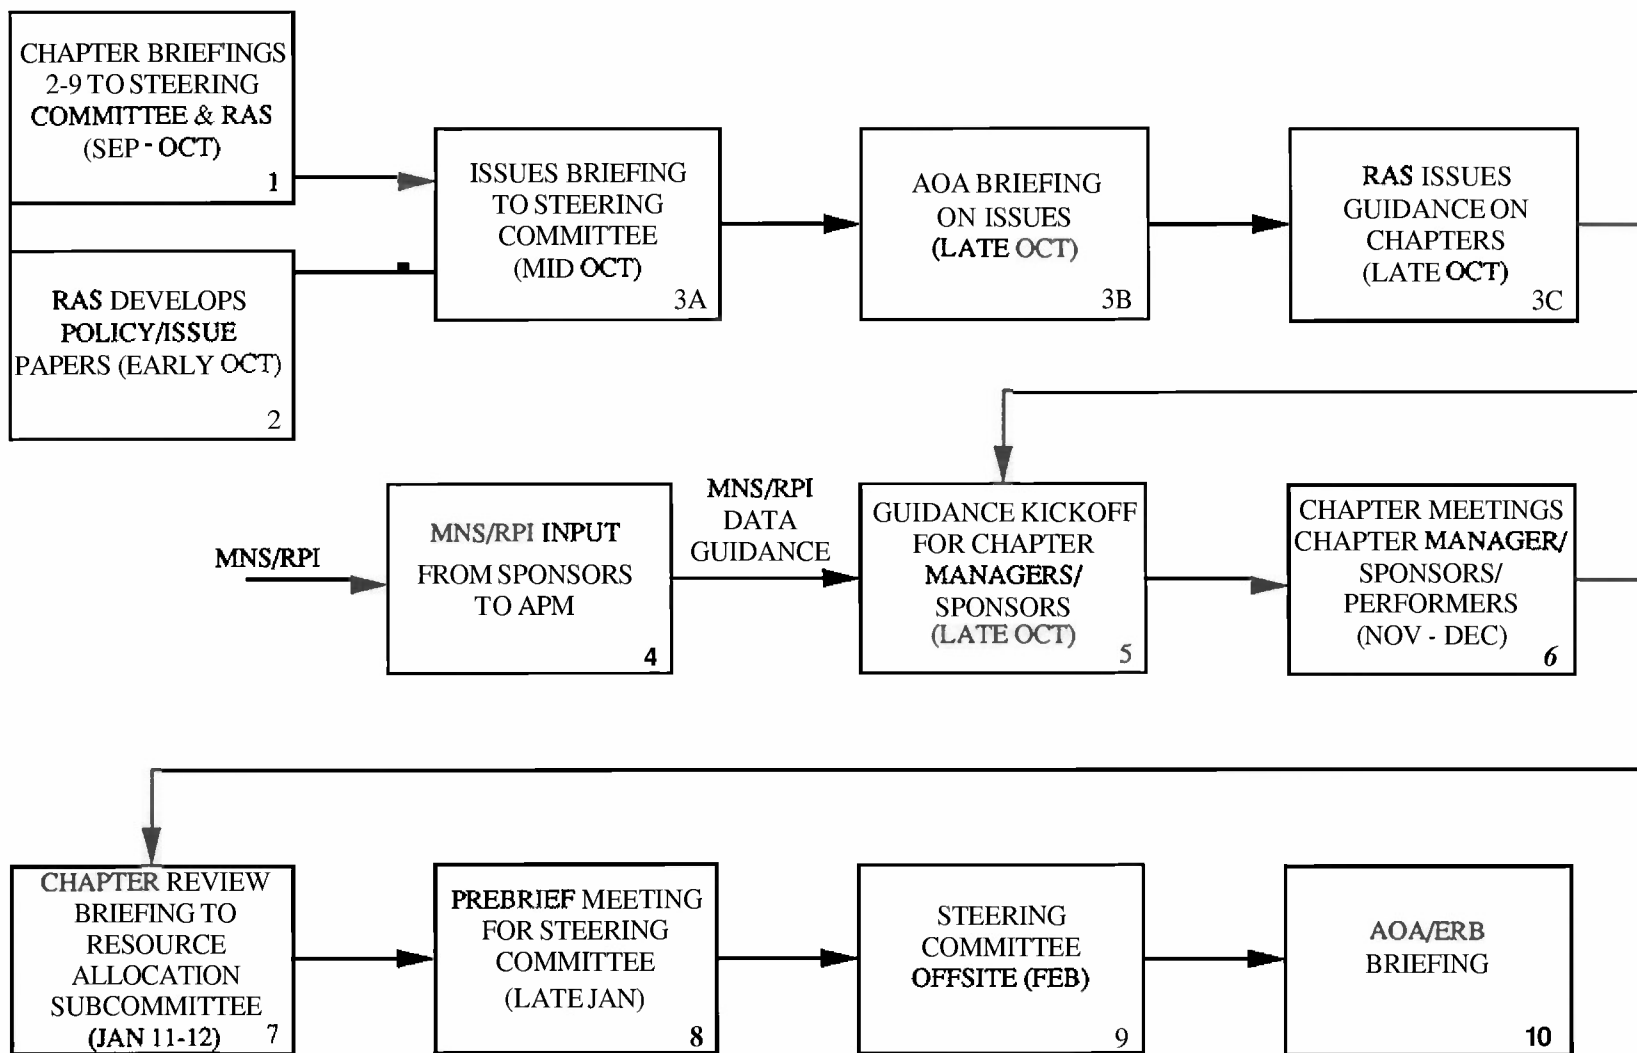 CHAPTER BRIEFINGS
2-9 TO STEERING
COMMITTEE & RAS
(SEP - OCT)
1
RAS DEVELOPS
POLICY/ISSUE
PAPERS (EARLY OCT)
2
ISSUES BRIEFING
TO STEERING
COMMITTEE
(MID OCT)
3A
AOA BRIEFING
ON ISSUES
(LATE OCT)
3B
RAS ISSUES
GUIDANCE ON
CHAPTERS
(LATE OCT)
3C
MNS/RPI
MNS/RPI INPUT
FROM SPONSORS
TO APM
4
MNS/RPI
DATA
GUIDANCE
GUIDANCE KICKOFF
FOR CHAPTER
MANAGERS/
SPONSORS
(LATE OCT)
5
CHAPTER MEETINGS
CHAPTER MANAGER/
SPONSORS/
PERFORMERS
(NOV - DEC)
6
CHAPTER REVIEW
BRIEFING TO
RESOURCE
ALLOCATION
SUBCOMMITTEE
(JAN 11-12)
7
PREBRIEF MEETING
FOR STEERING
COMMITTEE
(LATE JAN)
8
STEERING
COMMITTEE
OFFSITE (FEB)
9
AOA/ERB
BRIEFING
10